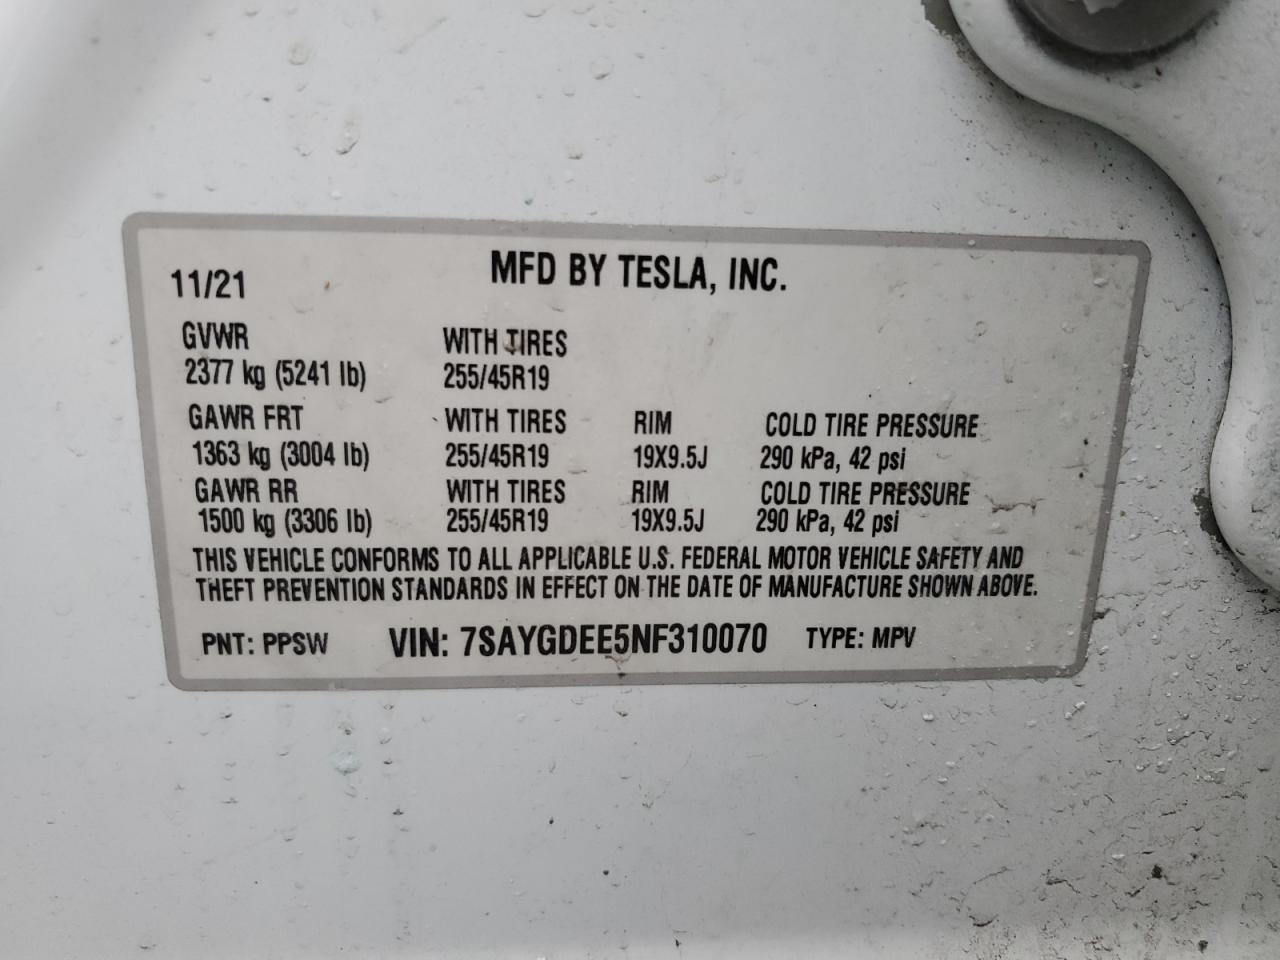 MFD BY TESLA, INC.
11/21
GVWR WITH TIRES
2377 kg (5241 lb) 255/45R19
GAWR FRT WITH TIRES RIM COLD TIRE PRESSURE
1363 kg (3004 lb) 255/45R19 19X9.5J 290 kPa, 42 psi
GAWR RR WITH TIRES RIM COLD TIRE PRESSURE
1500 kg (3306 lb) 255/45R19 19X9.5J 290 kPa, 42 psi
THIS VEHICLE CONFORMS TO ALL APPLICABLE U.S. FEDERAL MOTOR VEHICLE SAFETY AND
THEFT PREVENTION STANDARDS IN EFFECT ON THE DATE OF MANUFACTURE SHOWN ABOVE.
PNT: PPSW VIN: 7SAYGDEE5NF310070 TYPE: MPV